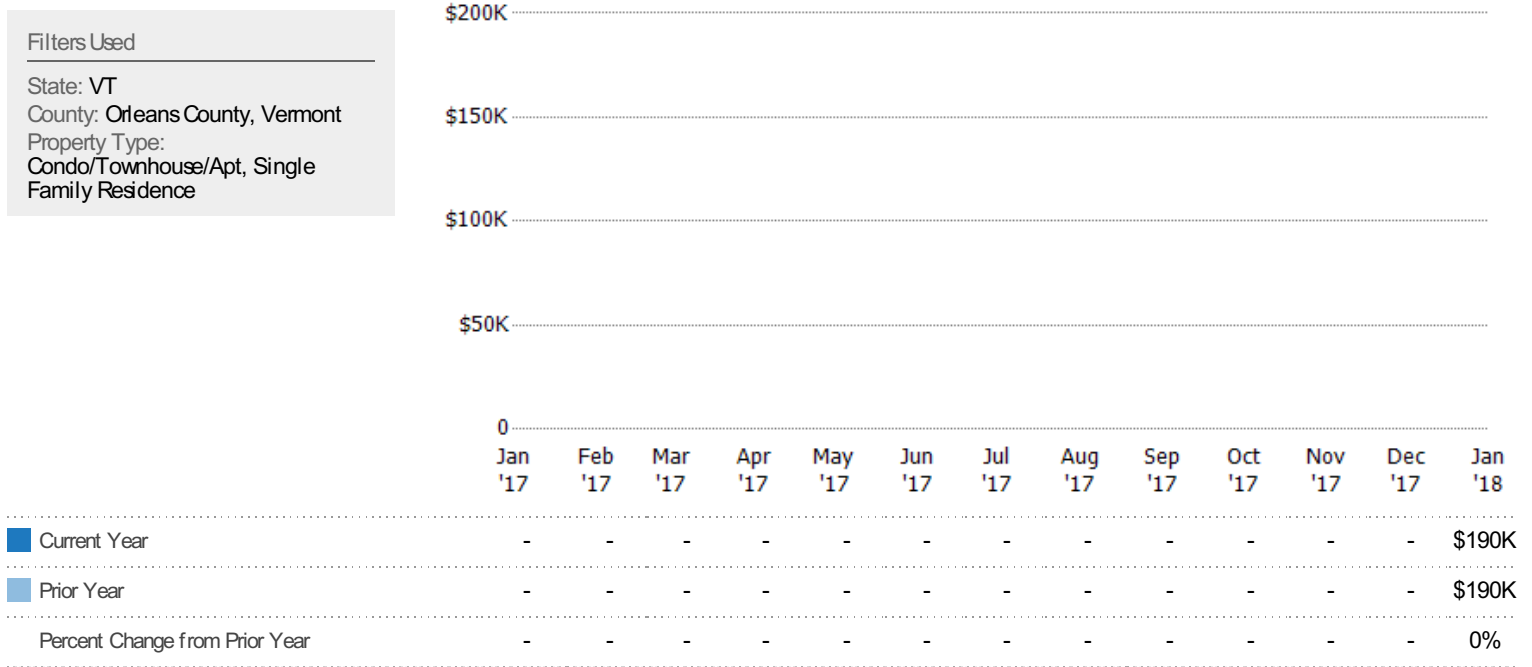 Filters Used
State: VT
County: Orleans County, Vermont
Property Type:
Condo/Townhouse/Apt, Single
Family Residence
$200K
$150K
$100K
$50K
0
Jan Feb Mar Apr May Jun Jul Aug Sep Oct Nov Dec Jan
'17 '17 '17 '17 '17 '17 '17 '17 '17 '17 '17 '17 '18
Current Year - - - - - - - - - - - - $190K
Prior Year - - - - - - - - - - - - $190K
Percent Change from Prior Year - - - - - - - - - - - - 0%